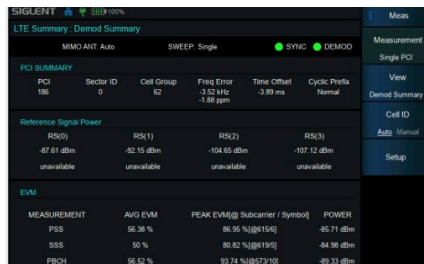 SIGLENT 100% Meas
LTE Summary : Demod Summary
MIMO ANT: Auto SWEEP: Single SYNC DEMOD
Measurement
Single PCI
PCI SUMMARY
PCI Sector ID Cell Group Freq Error Time Offset Cyclic Prefix
186 0 62 -3.52 kHz -3.89 ms Normal
-1.88 ppm
View
Demod Summary
Cell ID
Auto Manual
Reference Signal Power
RS(0) RS(1) RS(2) RS(3)
-87.61 dBm -92.15 dBm -104.65 dBm -107.12 dBm
unavailable unavailable unavailable unavailable
Setup
EVM
MEASUREMENT AVG EVM PEAK EVM[@ Subcarrier / Symbol] POWER
PSS 56.38 % 86.95 %[@615/6] -85.71 dBm
SSS 50 % 80.82 %[@619/5] -84.98 dBm
PBCH 56.52 % 93.74 %[@573/10] -89.33 dBm